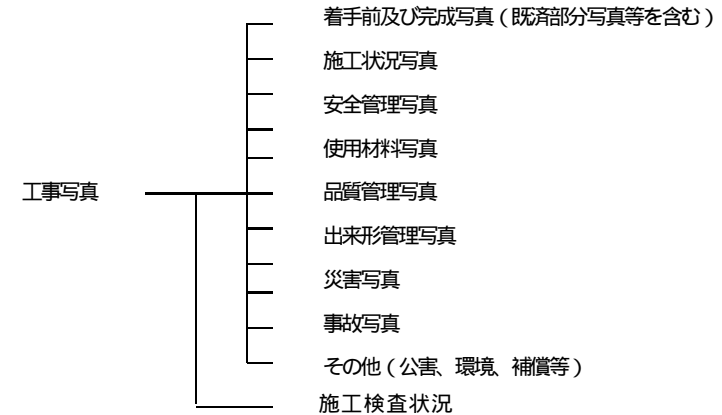 着手前及び完成写真（既済部分写真等を含む）
施工状況写真
安全管理写真
使用材料写真
工事写真
品質管理写真
出来形管理写真
災害写真
事故写真
その他（公害、環境、補償等）
施工検査状況